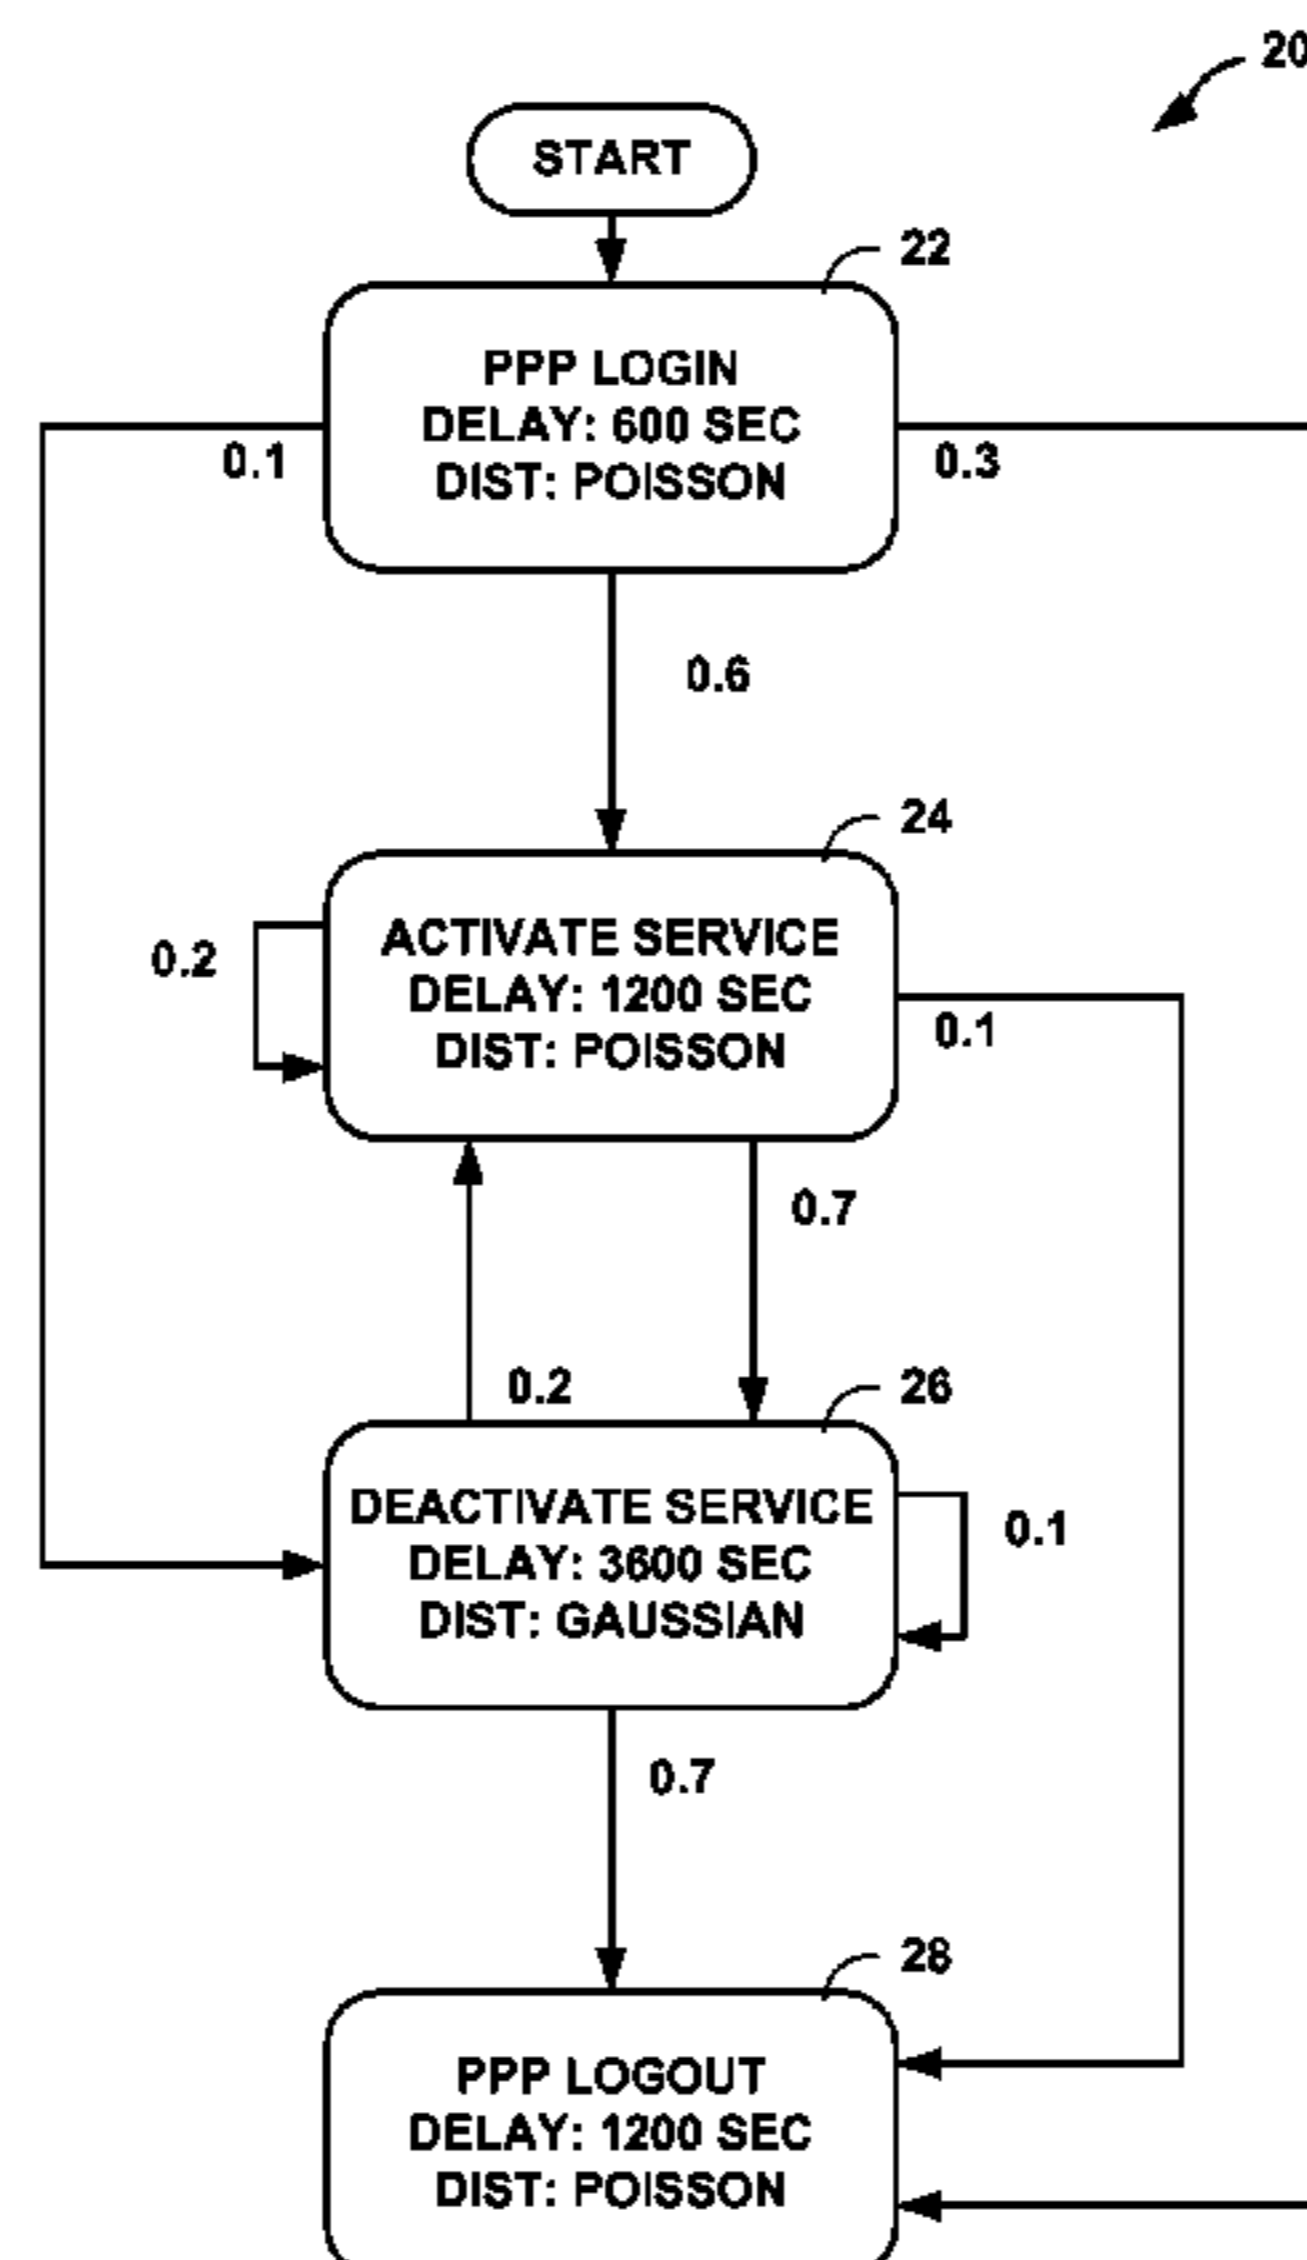 20
START
22
PPP LOGIN
DELAY: 600 SEC
DIST: POISSON
0.1
0.3
0.6
24
ACTIVATE SERVICE
DELAY: 1200 SEC
DIST: POISSON
0.2
0.1
0.7
0.2
26
DEACTIVATE SERVICE
DELAY: 3600 SEC
DIST: GAUSSIAN
0.1
0.7
28
PPP LOGOUT
DELAY: 1200 SEC
DIST: POISSON